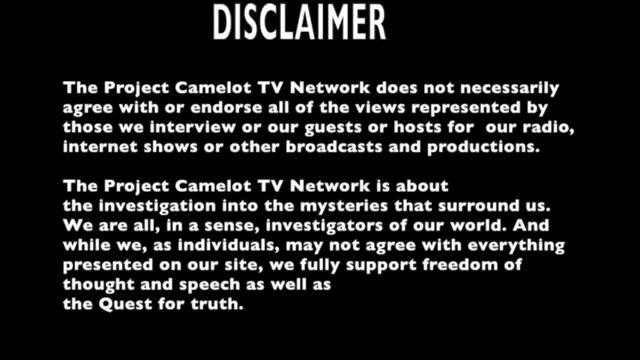 DISCLAIMER
The Project Camelot TV Network does not necessarily
agree with or endorse all of the views represented by
those we interview or our guests or hosts for our radio,
internet shows or other broadcasts and productions.
The Project Camelot TV Network is about
the investigation into the mysteries that surround us.
We are all, in a sense, investigators of our world. And
while we, as individuals, may not agree with everything
presented on our site, we fully support freedom of
thought and speech as well as
the Quest for truth.